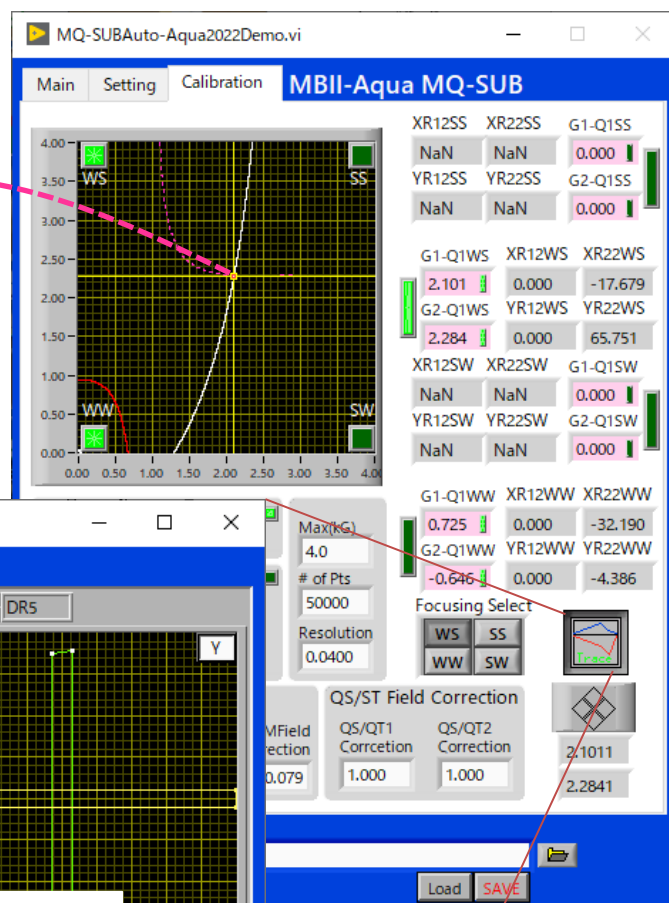 MQ-SUBAuto-Aqua2022Demo.vi
Main Setting Calibration MBII-Aqua MQ-SUB
XR12SS XR22SS G1-Q1SS
NaN NaN 0.000
YR12SS YR22SS G2-Q1SS
NaN NaN 0.000
G1-Q1WS XR12WS XR22WS
2.101 0.000 -17.679
G2-Q1WS YR12WS YR22WS
2.284 0.000 65.751
XR12SW XR22SW G1-Q1SW
NaN NaN 0.000
YR12SW YR22SW G2-Q1SW
NaN NaN 0.000
G1-Q1WW XR12WW XR22WW
0.725 0.000 -32.190
G2-Q1WW YR12WW YR22WW
-0.646 0.000 -4.386
4.00
3.50
3.00
2.50
2.00
1.50
1.00
0.50
0.00
WS SS
WW SW
0.00 0.50 1.00 1.50 2.00 2.50 3.00 3.50 4.0
Max(kG)
4.0
# of Pts
50000
Resolution
0.0400
Focusing Select
WS SS
WW SW
Trace
QS/ST Field Correction
MField
rection
0.079
QS/QT1
Corrcetion
1.000
QS/QT2
Correction
1.000
2.1011
2.2841
DR5
Y
Load SAVE